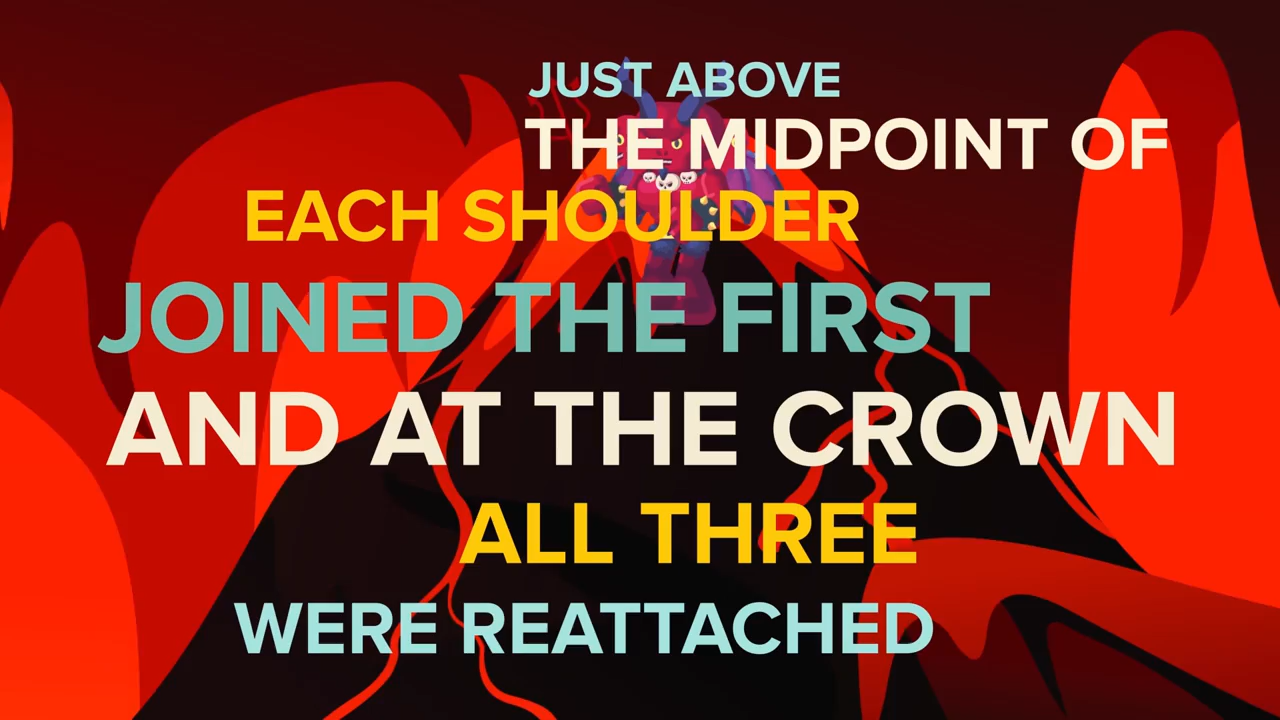 JUST ABOVE
THE MIDPOINT OF
EACH SHOULDER
JOINED THE FIRST
AND AT THE CROWN
ALL THREE
WERE REATTACHED